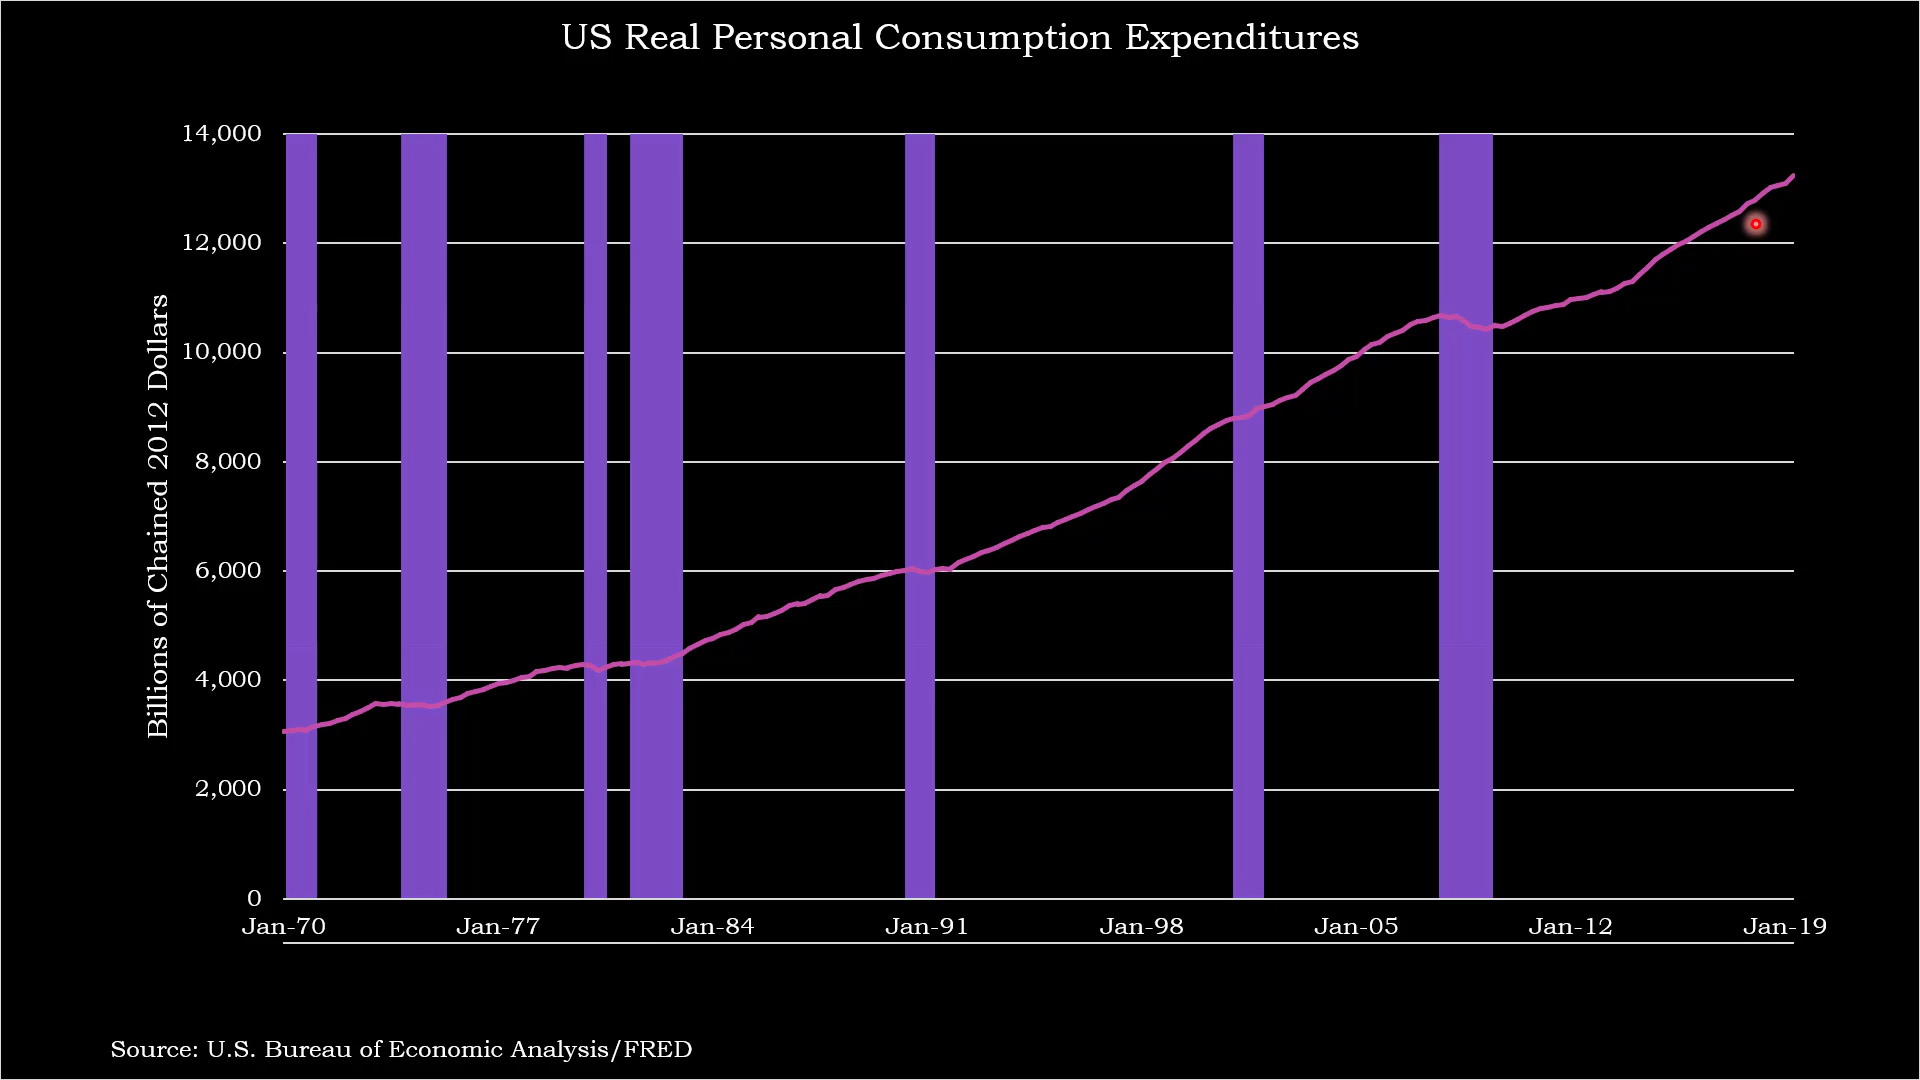 US Real Personal Consumption Expenditures
14,000
12,000
10,000
8,000
6,000
4,000
2,000
0
Billions of Chained 2012 Dollars
Jan-70 Jan-77 Jan-84 Jan-91 Jan-98 Jan-05 Jan-12 Jan-19
Source: U.S. Bureau of Economic Analysis/FRED